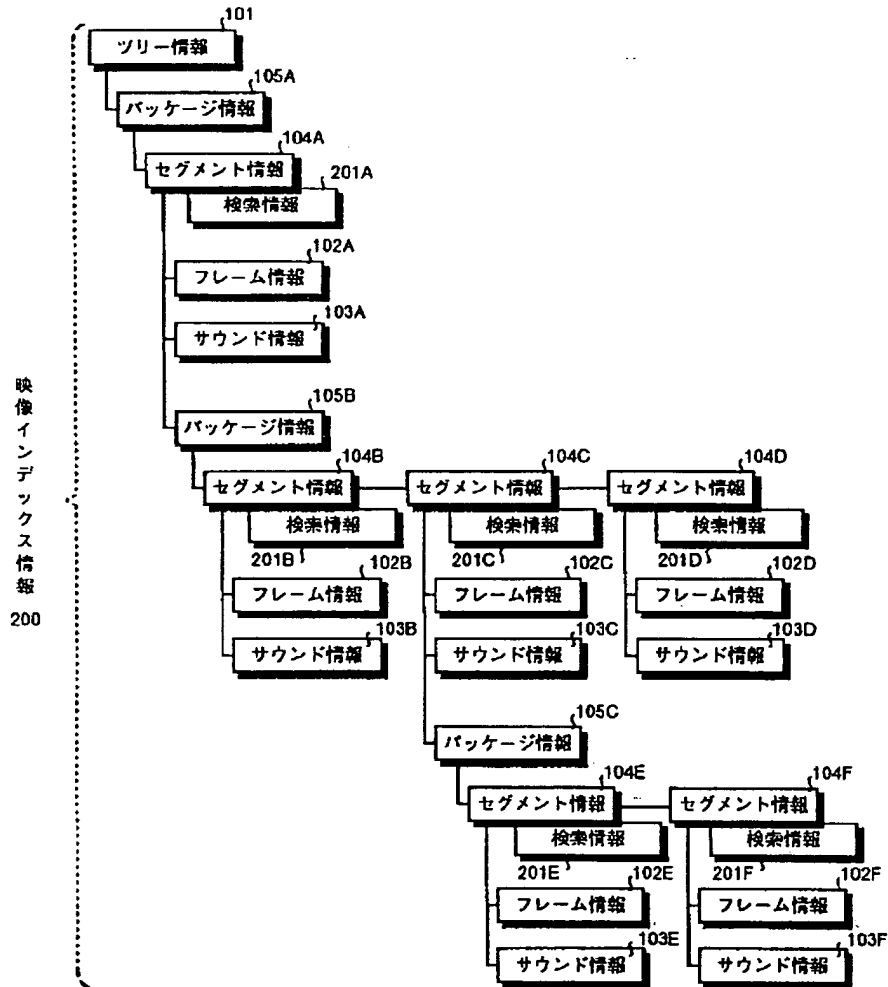 101
ツリー情報
105A
パッケージ情報
104A
セグメント情報
201A
検索情報
102A
フレーム情報
103A
サウンド情報
105B
パッケージ情報
104B 104C 104D
セグメント情報 セグメント情報 セグメント情報
検索情報 検索情報 検索情報
201B 102B 201C 102C 201D 102D
フレーム情報 フレーム情報 フレーム情報
103B 103C 103D
サウンド情報 サウンド情報 サウンド情報
105C
パッケージ情報
104E 104F
セグメント情報 セグメント情報
検索情報 検索情報
201E 102E 201F 102F
フレーム情報 フレーム情報
103E 103F
サウンド情報 サウンド情報
映像インデックス情報
200